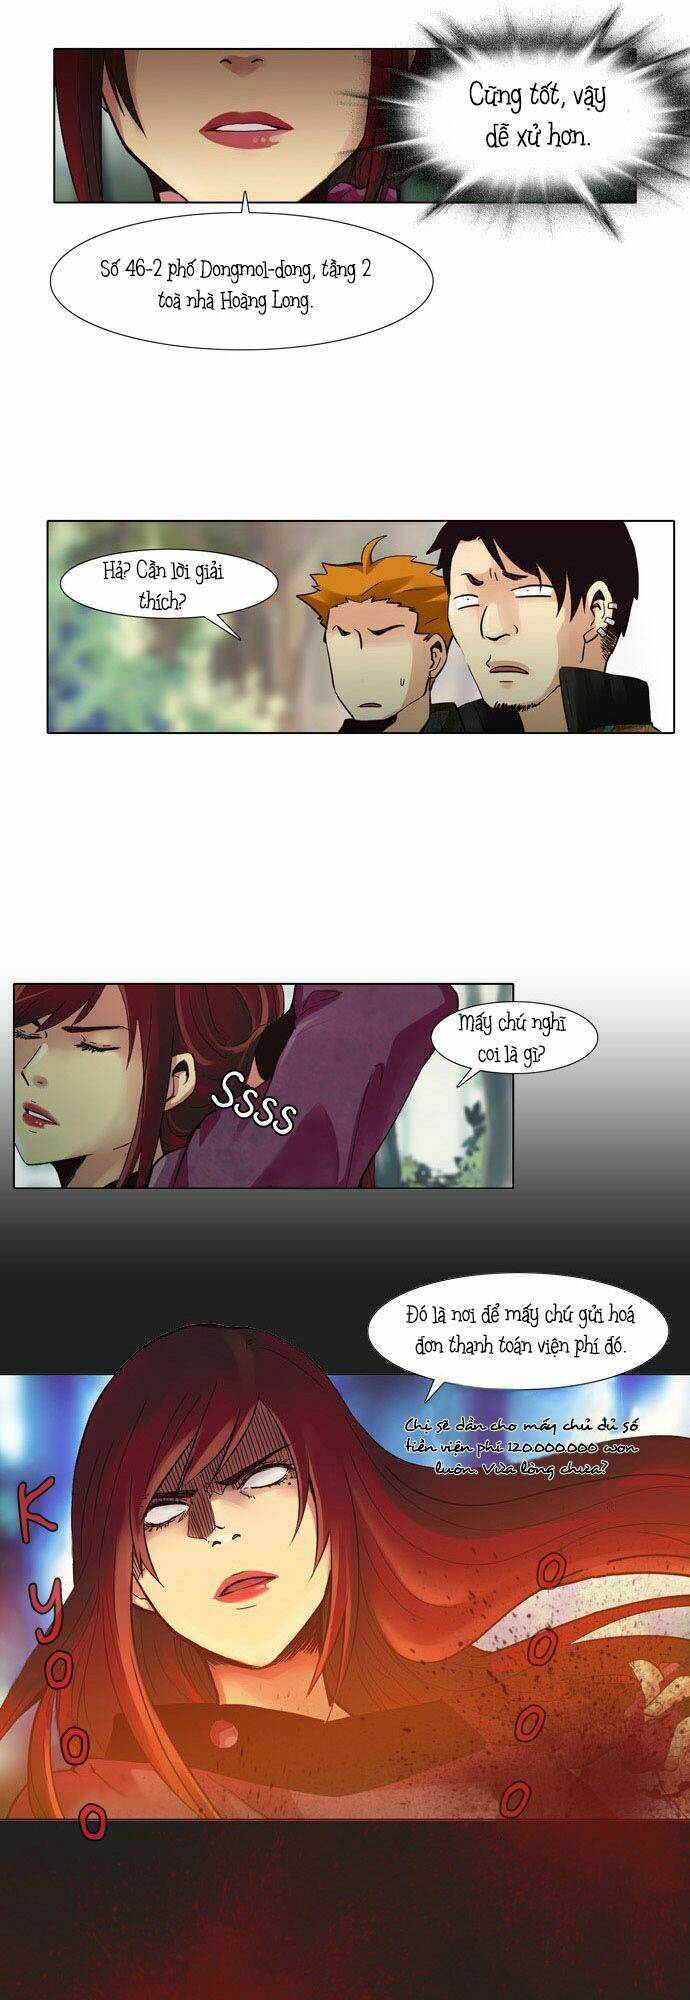 Cũng tốt, vậy
dễ xử hơn.
Số 46-2 phố Dongmol-dong, tầng 2
toà nhà Hoàng Long.
Hả? Cần lời giải
thích?
Mấy chú nghĩ
coi là gì?
Ssss
Đó là nơi để mấy chú gửi hoá
đơn thanh toán viện phí đó.
Chị sẽ dần cho mấy chủ đủ số
tiền viện phí 120.000.000 won
luôn. Vừa lòng chưa?
Kyooo
oooo